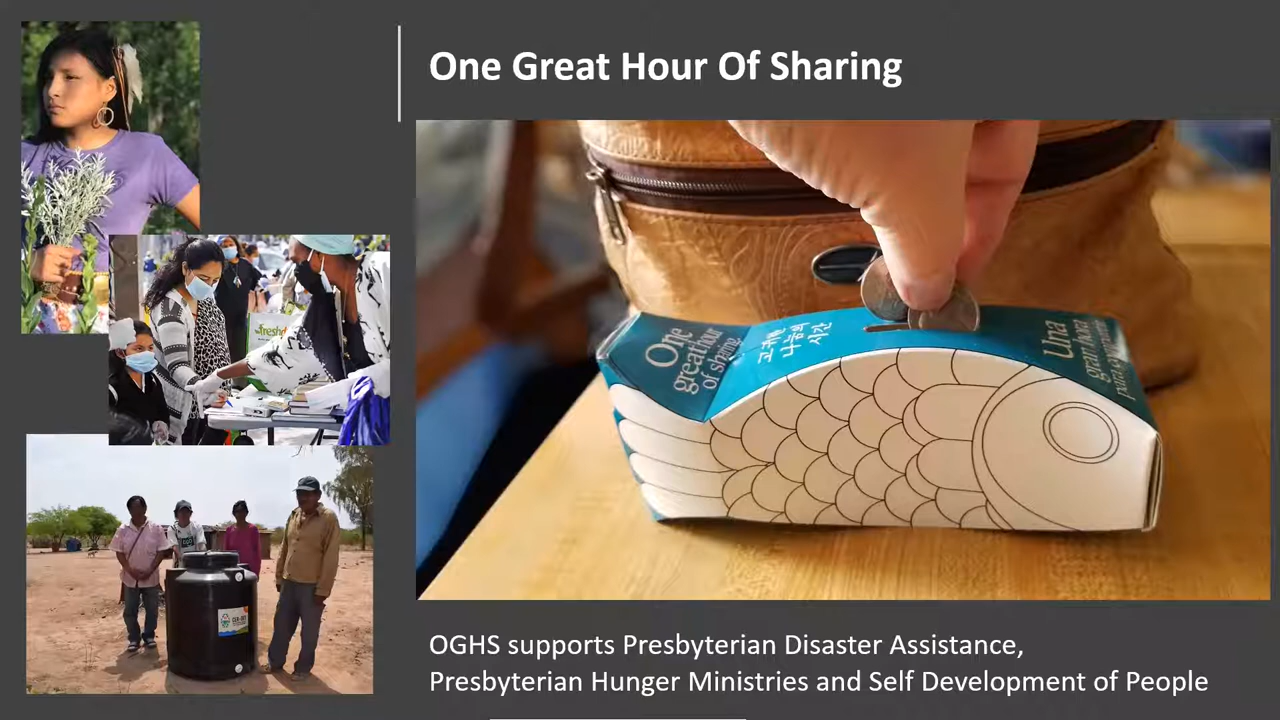 One Great Hour Of Sharing
One
great hour
of sharing
고귀한
나눔의
시간
Una
gran hora
fresh
OGHS supports Presbyterian Disaster Assistance,
Presbyterian Hunger Ministries and Self Development of People